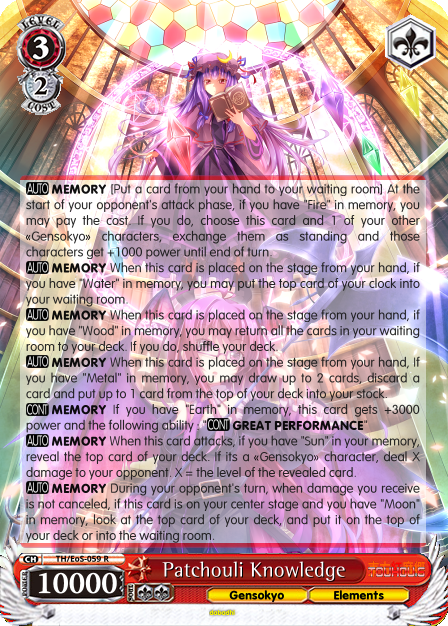 LEVEL
3
2
COST
AUTO MEMORY [Put a card from your hand to your waiting room] At the
start of your opponent's attack phase, if you have "Fire" in memory, you
may pay the cost. If you do, choose this card and 1 of your other
«Gensokyo» characters, exchange them as standing and those
characters get +1000 power until end of turn.
AUTO MEMORY When this card is placed on the stage from your hand, if
you have "Water" in memory, you may put the top card of your clock into
your waiting room.
AUTO MEMORY When this card is placed on the stage from your hand, if
you have "Wood" in memory, you may return all the cards in your waiting
room to your deck. If you do, shuffle your deck.
AUTO MEMORY When this card is placed on the stage from your hand, If
you have "Metal" in memory, you may draw up to 2 cards, discard a
card and put up to 1 card from the top of your deck into your stock.
CONT MEMORY If you have "Earth" in memory, this card gets +3000
power and the following ability : "CONT GREAT PERFORMANCE"
AUTO MEMORY When this card attacks, if you have "Sun" in your memory,
reveal the top card of your deck. If its a «Gensokyo» character, deal X
damage to your opponent. X = the level of the revealed card.
AUTO MEMORY During your opponent's turn, when damage you receive
is not canceled, if this card is on your center stage and you have "Moon"
in memory, look at the top card of your deck, and put it on the top of
your deck or into the waiting room.
CH TH/EoS-059 R
POWER 10000 SOUL Patchouli Knowledge
Gensokyo Elements